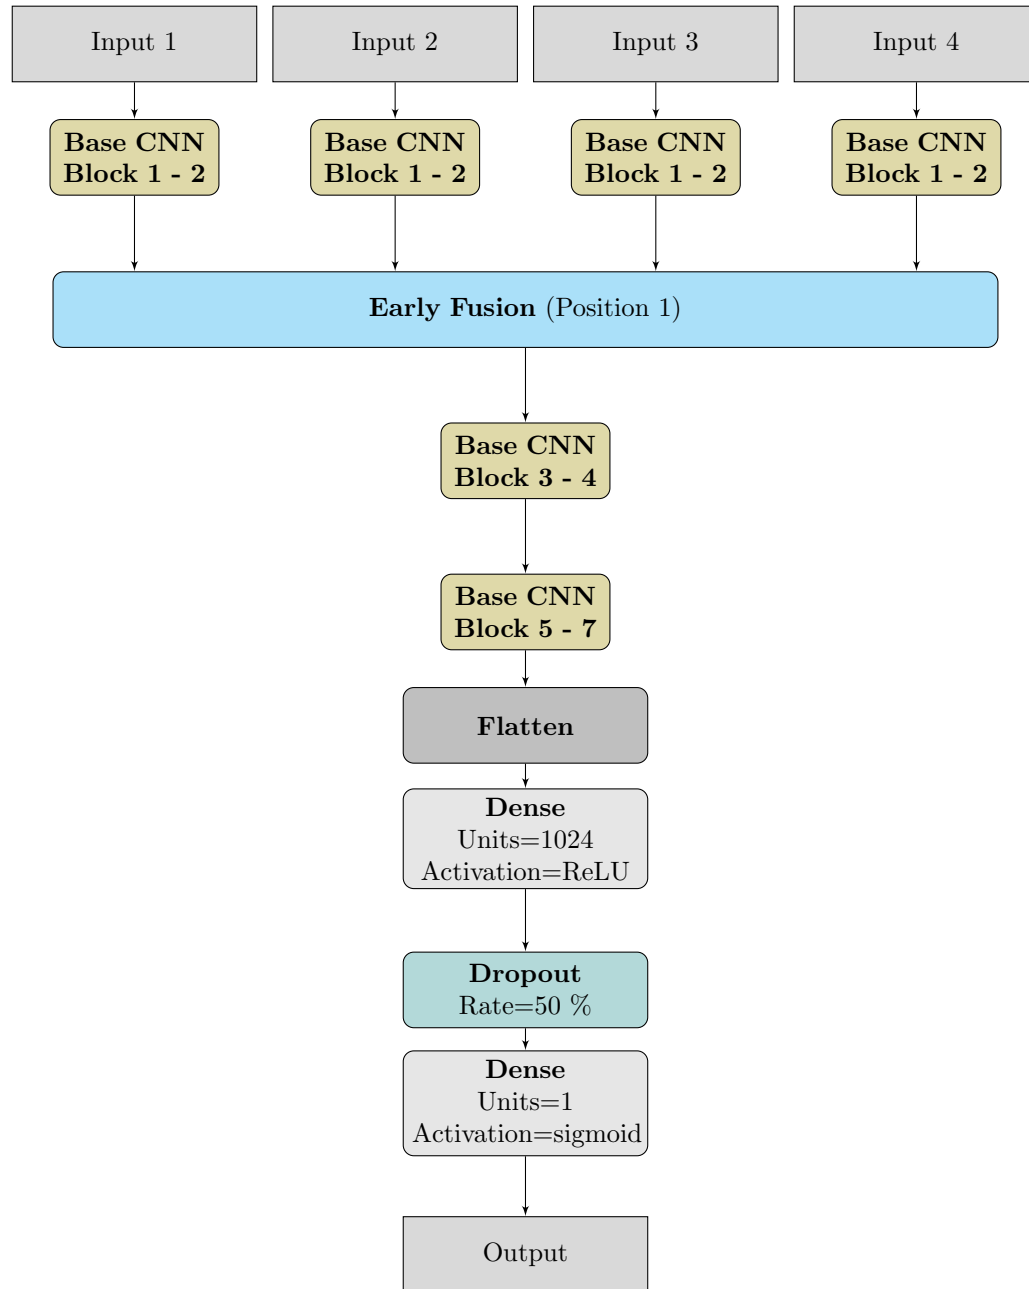 Input 1
Input 2
Input 3
Input 4
Base CNN
Block 1 - 2
Base CNN
Block 1 - 2
Base CNN
Block 1 - 2
Base CNN
Block 1 - 2
Early Fusion (Position 1)
Base CNN
Block 3 - 4
Base CNN
Block 5 - 7
Flatten
Dense
Units=1024
Activation=ReLU
Dropout
Rate=50 %
Dense
Units=1
Activation=sigmoid
Output